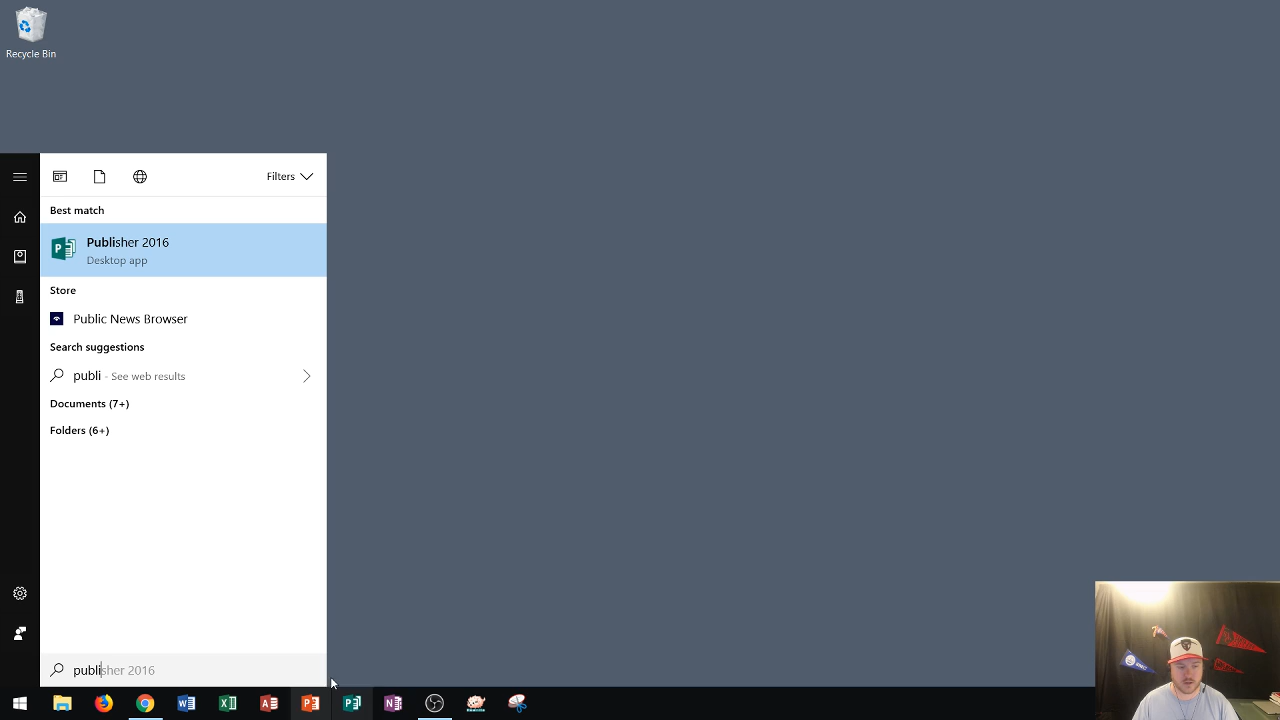 Recycle Bin
Filters
Best match
Publisher 2016
Desktop app
Store
Public News Browser
Search suggestions
publi - See web results
Documents (7+)
Folders (6+)
publisher 2016